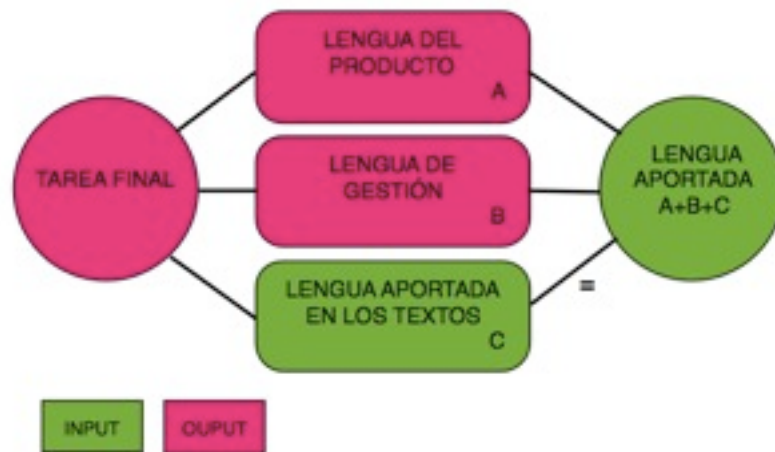 LENGUA DEL
PRODUCTO
A
TAREA FINAL
LENGUA DE
GESTIÓN
B
LENGUA APORTADA
EN LOS TEXTOS
C
LENGUA
APORTADA
A+B+C
=
INPUT
OUPUT